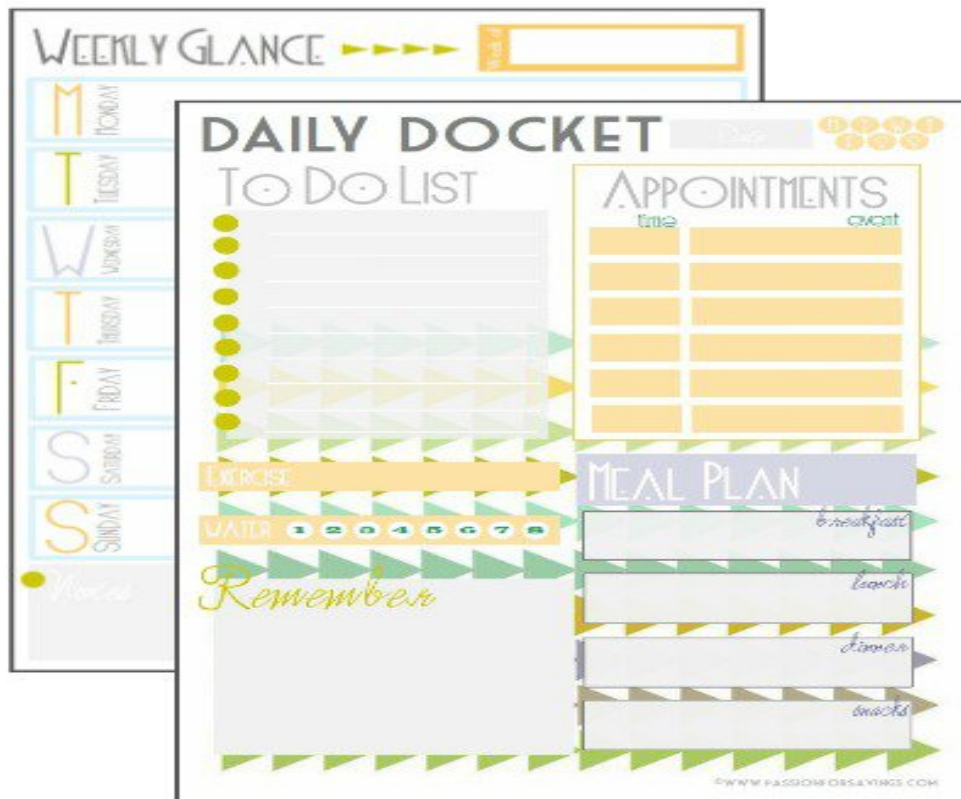 WEEKLY GLANCE
Week of
M MONDAY
T TUESDAY
W WEDNESDAY
T THURSDAY
F FRIDAY
S SATURDAY
S SUNDAY
Notes
DAILY DOCKET
Day
M T W T
F S S
TO DO LIST
APPOINTMENTS
time event
EXERCISE
WATER 1 2 3 4 5 6 7 8
Remember
MEAL PLAN
breakfast
lunch
dinner
snacks
©WWW.PASSIONFORSAVINGS.COM